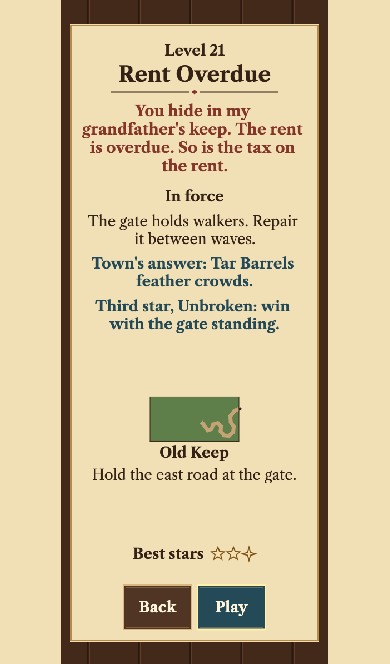 Level 21
Rent Overdue
You hide in my
grandfather's keep. The rent
is overdue. So is the tax on
the rent.
In force
The gate holds walkers. Repair
it between waves.
Town's answer: Tar Barrels
feather crowds.
Third star, Unbroken: win
with the gate standing.
Old Keep
Hold the east road at the gate.
Best stars
Back Play